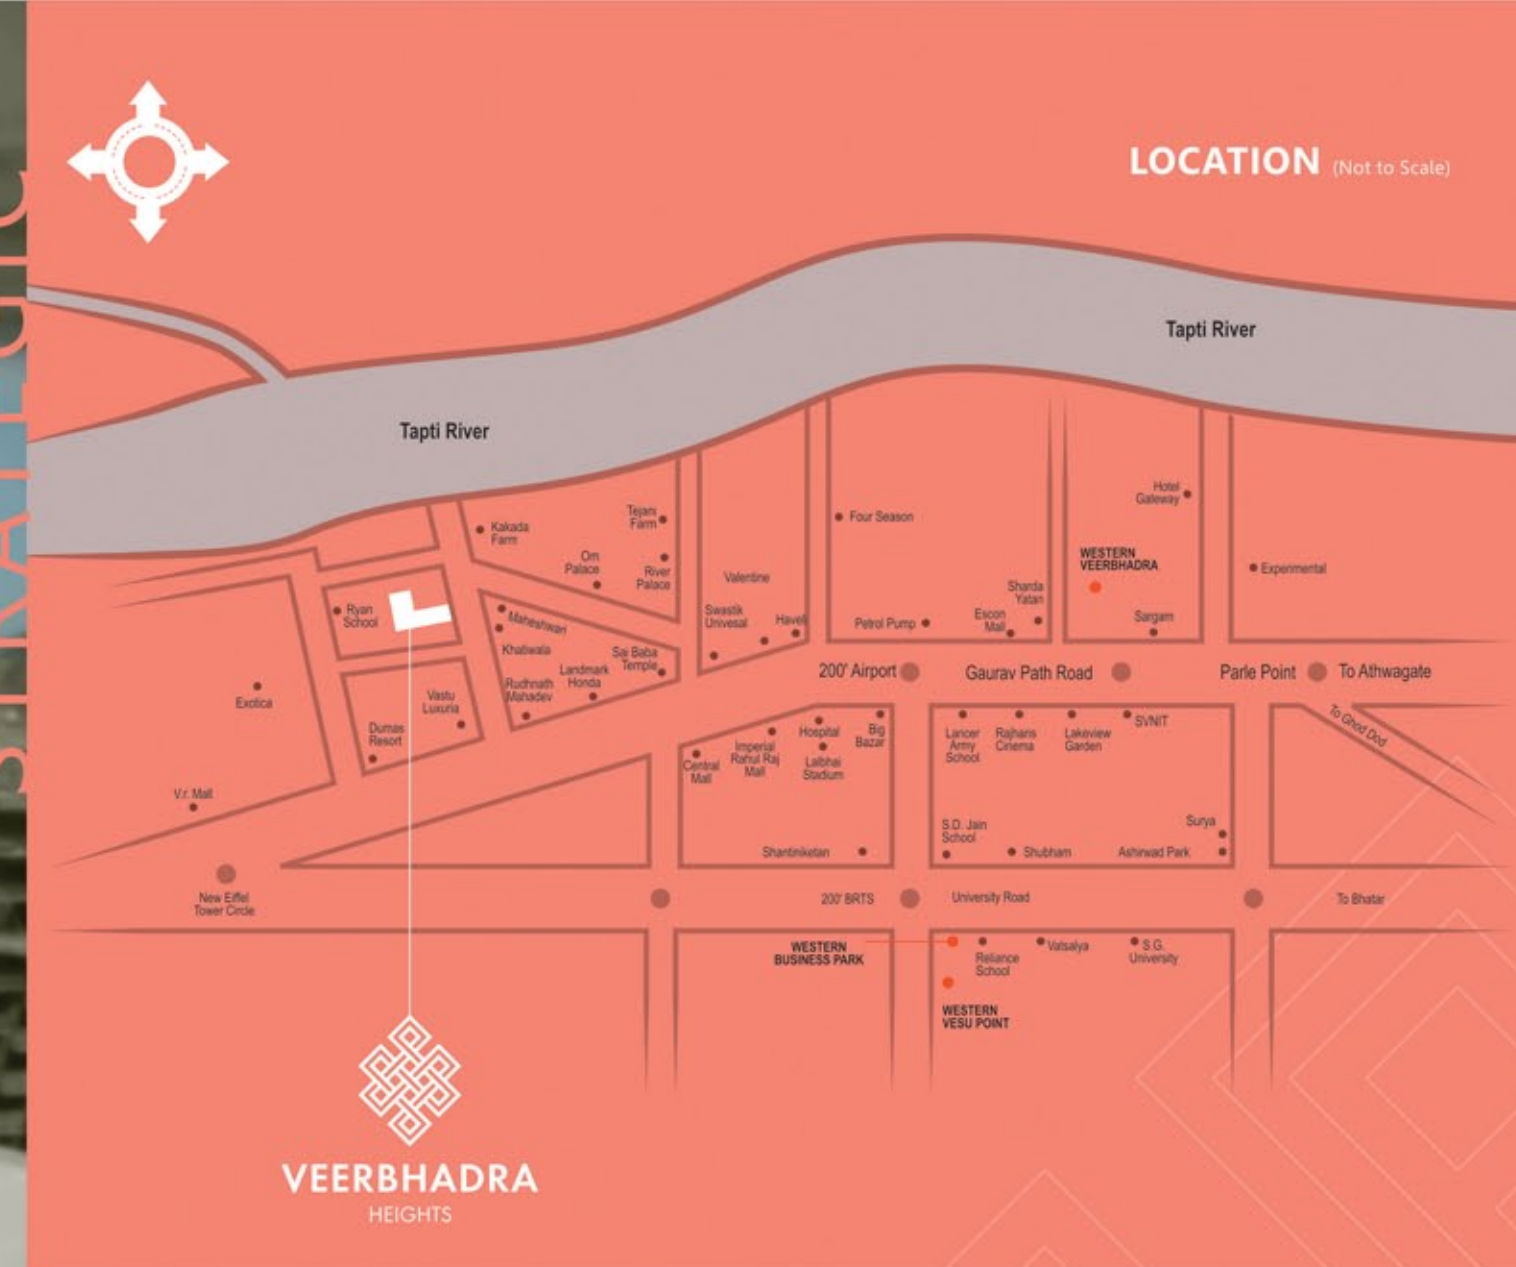 LOCATION (Not to Scale)
Tapti River
Tapti River
Hotel
Gateway
Tejani
Farm
Kakada
Farm
Four Season
Om
Palace
River
Palace
WESTERN
VEERBHADRA
Experimental
Valentine
Sharda
Yatan
Ryan
School
Maheshwari
Swastik
Univesal
Haveli
Petrol Pump
Escon
Mall
Sargam
Khatiwala
Sai Baba
Temple
Landmark
Honda
Rudhnath
Mahadev
200' Airport
Gaurav Path Road
Parle Point
To Athwagate
Exotica
Vastu
Luxuria
Dumas
Resort
To Ghod Dod
Hospital
Big
Bazar
Lancer
Army
School
Rajhans
Cinema
Lakeview
Garden
SVNIT
Central
Mall
Imperial
Rahul Raj
Mall
Lalbhai
Stadium
V.r. Mall
S.D. Jain
School
Surya
Shantiniketan
Shubham
Ashirwad Park
New Eiffel
Tower Circle
200' BRTS
University Road
To Bhatar
WESTERN
BUSINESS PARK
Reliance
School
Vatsalya
S.G.
University
WESTERN
VESU POINT
VEERBHADRA
HEIGHTS